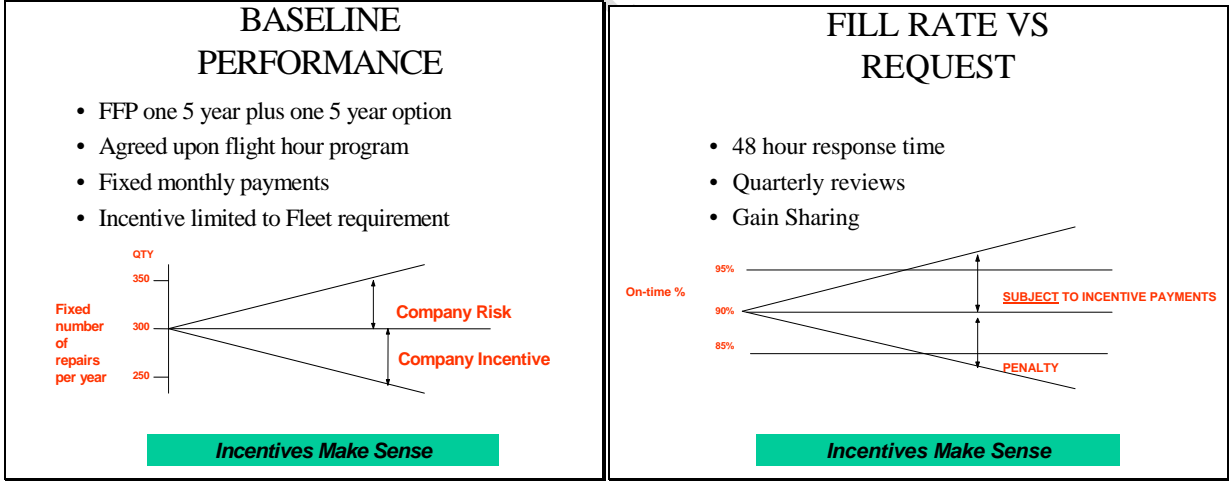 BASELINE
PERFORMANCE
• FFP one 5 year plus one 5 year option
• Agreed upon flight hour program
• Fixed monthly payments
• Incentive limited to Fleet requirement
QTY
350
Fixed
number
of
repairs
per year
300
250
Company Risk
Company Incentive
Incentives Make Sense
FILL RATE VS
REQUEST
• 48 hour response time
• Quarterly reviews
• Gain Sharing
95%
On-time %
90%
85%
SUBJECT TO INCENTIVE PAYMENTS
PENALTY
Incentives Make Sense